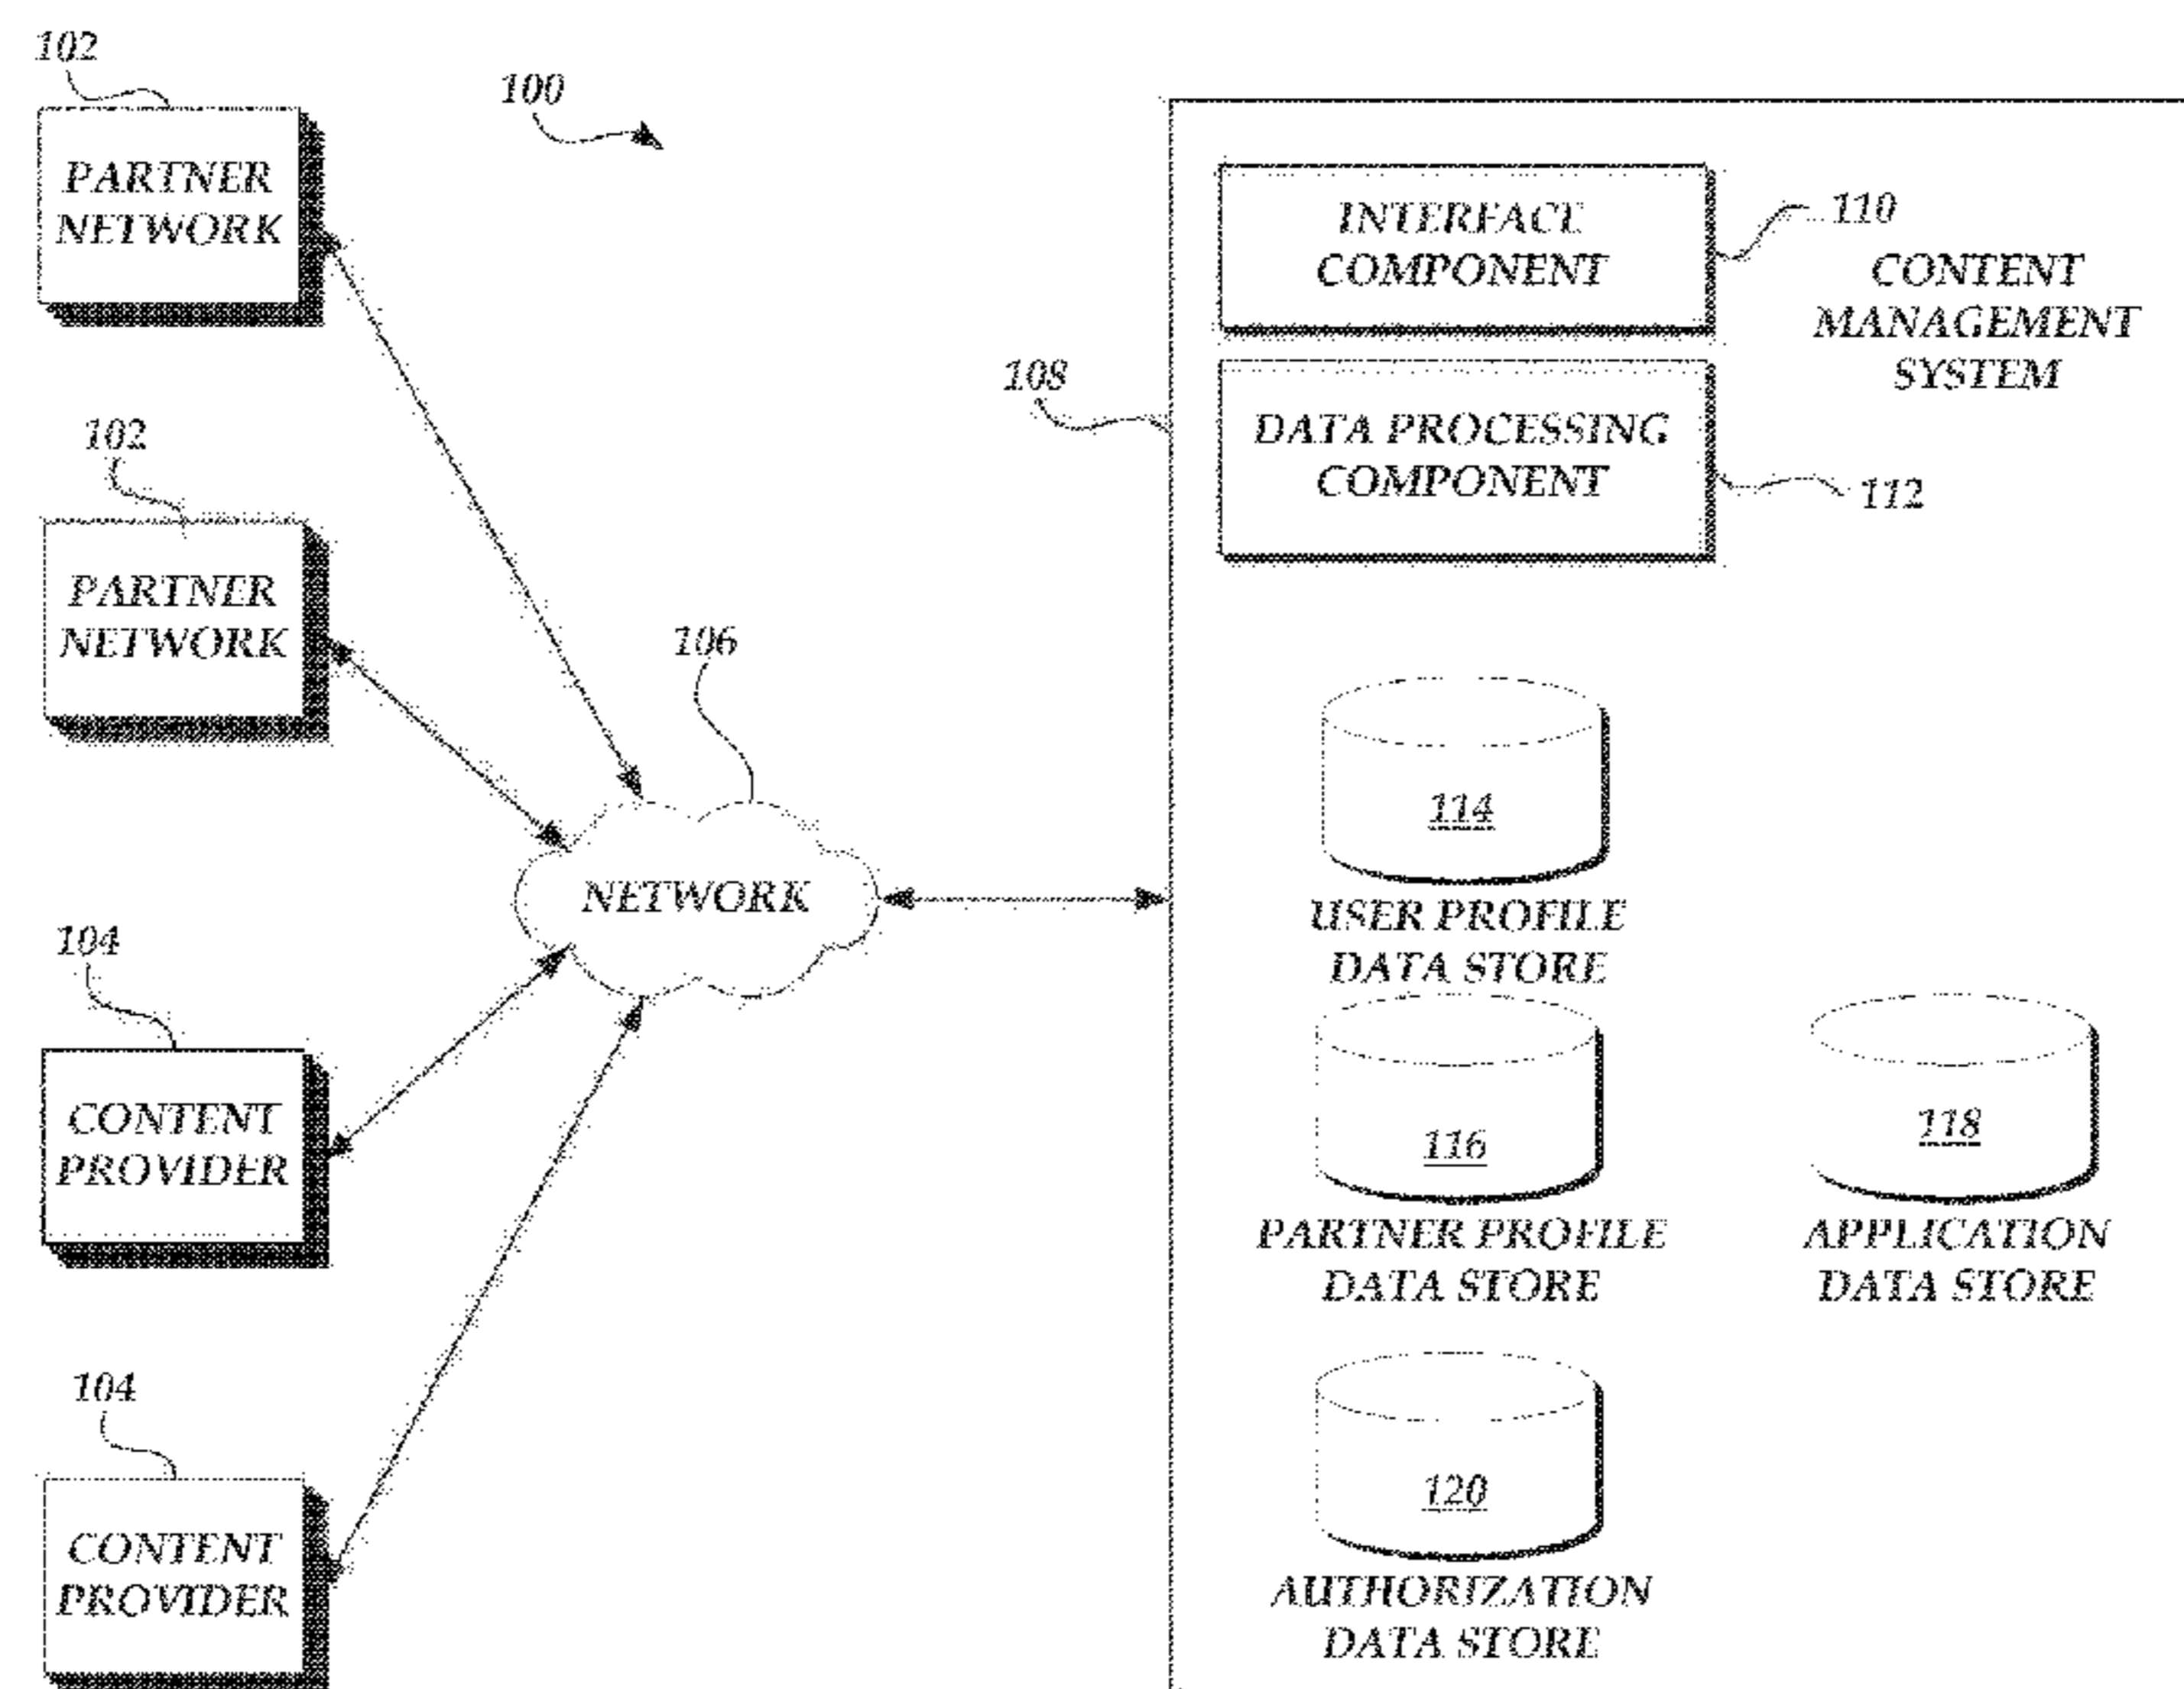 102
PARTNER
NETWORK
100
102
PARTNER
NETWORK
106
NETWORK
104
CONTENT
PROVIDER
104
CONTENT
PROVIDER
108
INTERFACE
COMPONENT
110
CONTENT
MANAGEMENT
SYSTEM
DATA PROCESSING
COMPONENT
112
114
USER PROFILE
DATA STORE
116
PARTNER PROFILE
DATA STORE
118
APPLICATION
DATA STORE
120
AUTHORIZATION
DATA STORE